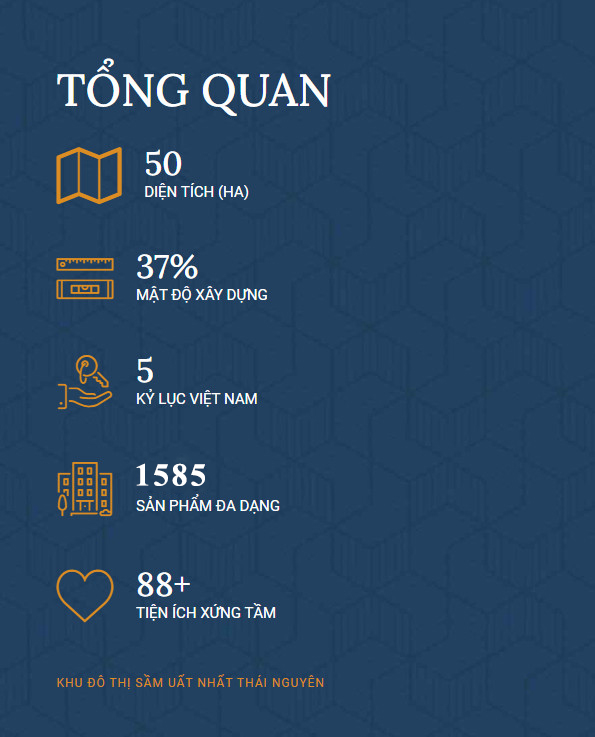 TỔNG QUAN
50
DIỆN TÍCH (HA)
37%
MẬT ĐỘ XÂY DỰNG
5
KỶ LỤC VIỆT NAM
1585
SẢN PHẨM ĐA DẠNG
88+
TIỆN ÍCH XỨNG TẦM
KHU ĐÔ THỊ SẦM UẤT NHẤT THÁI NGUYÊN